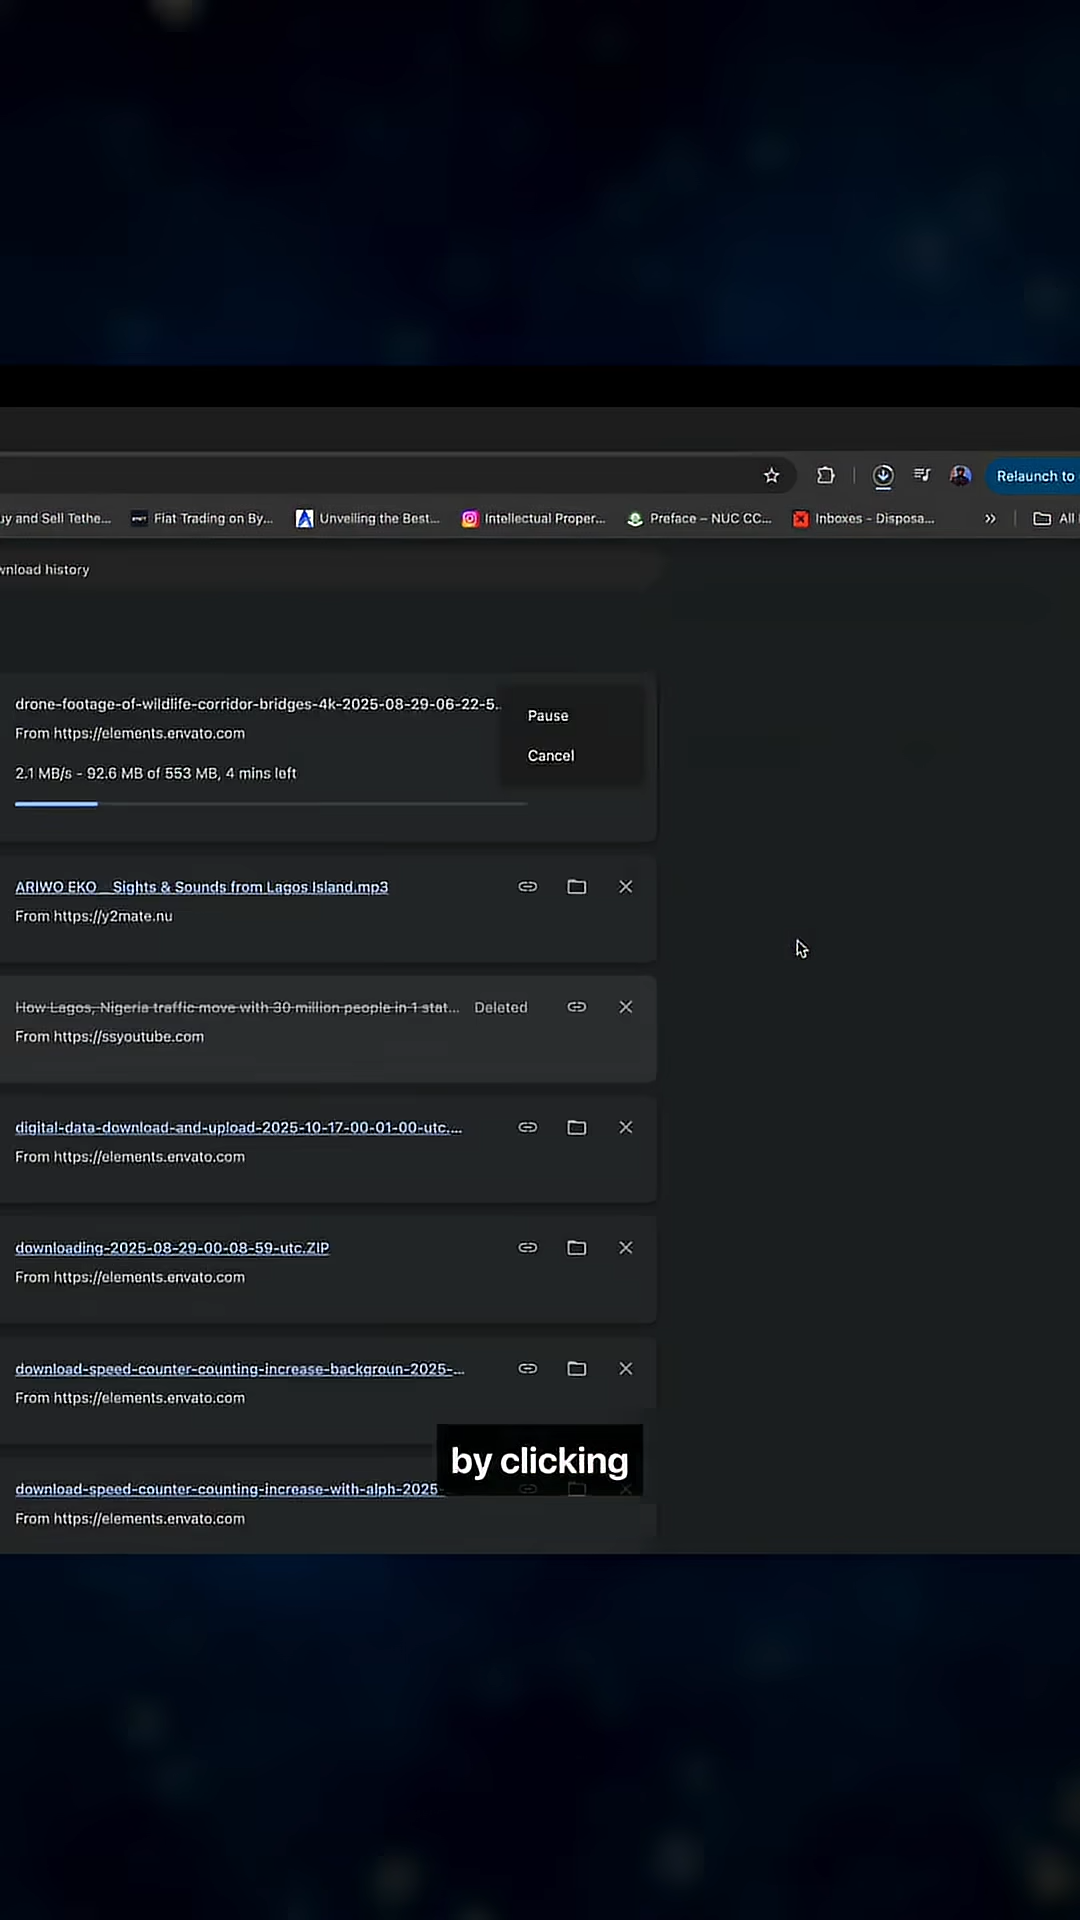 Relaunch to
uy and Sell Tethe... Fiat Trading on By... Unveiling the Best... Intellectual Proper... Preface – NUC CC... Inboxes - Disposa... » All
wnload history
drone-footage-of-wildlife-corridor-bridges-4k-2025-08-29-06-22-5..
From https://elements.envato.com
2.1 MB/s - 92.6 MB of 553 MB, 4 mins left
Pause
Cancel
ARIWO EKO _ Sights & Sounds from Lagos Island.mp3
From https://y2mate.nu
How Lagos, Nigeria traffic move with 30 million people in 1 stat... Deleted
From https://ssyoutube.com
digital-data-download-and-upload-2025-10-17-00-01-00-utc....
From https://elements.envato.com
downloading-2025-08-29-00-08-59-utc.ZIP
From https://elements.envato.com
download-speed-counter-counting-increase-backgroun-2025-...
From https://elements.envato.com
by clicking
download-speed-counter-counting-increase-with-alph-2025-
From https://elements.envato.com